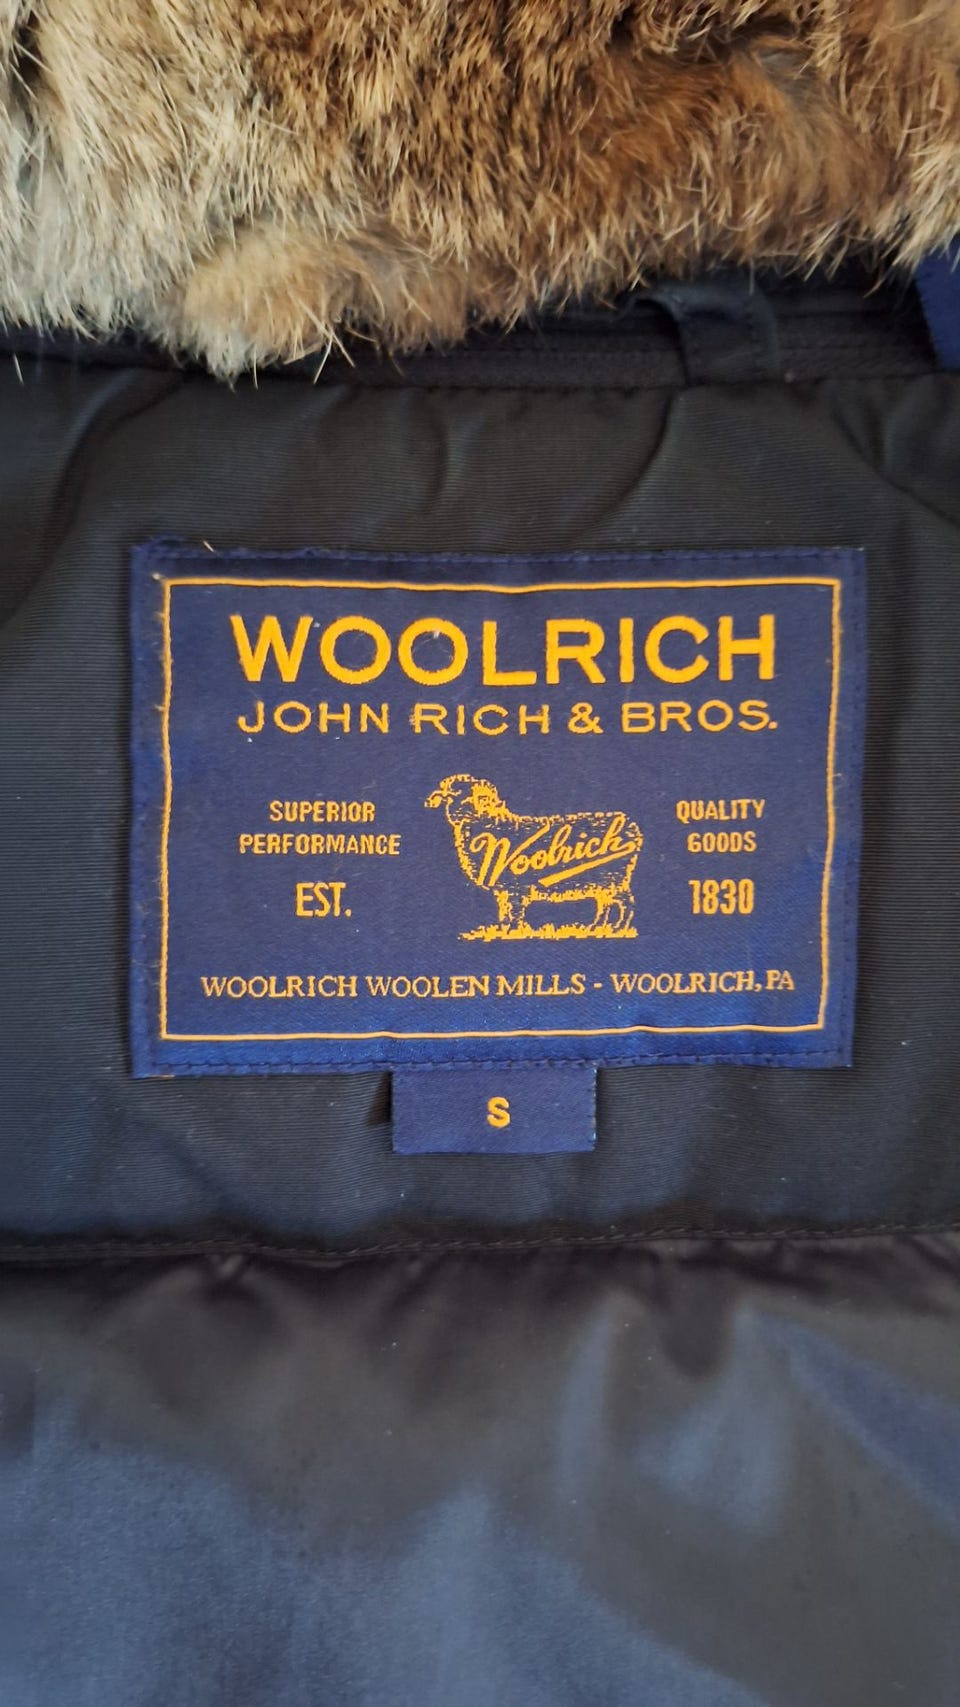 WOOLRICH
JOHN RICH & BROS.
SUPERIOR
PERFORMANCE
EST.
Woolrich
QUALITY
GOODS
1830
WOOLRICH WOOLEN MILLS - WOOLRICH, PA
S